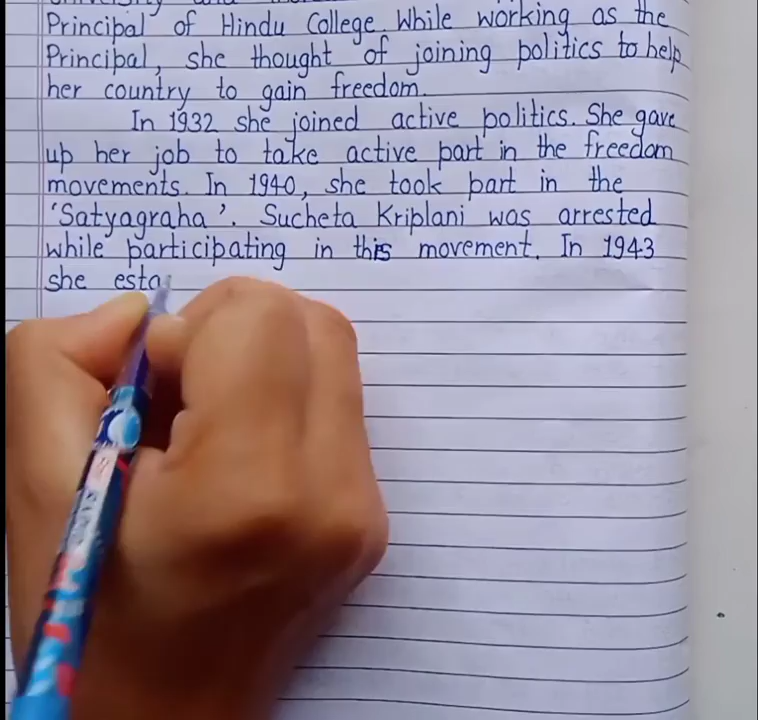 Principal of Hindu College. While working as the
Principal, she thought of joining politics to help
her country to gain freedom.
In 1932 she joined active politics. She gave
up her job to take active part in the freedom
movements. In 1940, she took part in the
'Satyagraha'. Sucheta Kriplani was arrested
while participating in this movement. In 1943
she esta